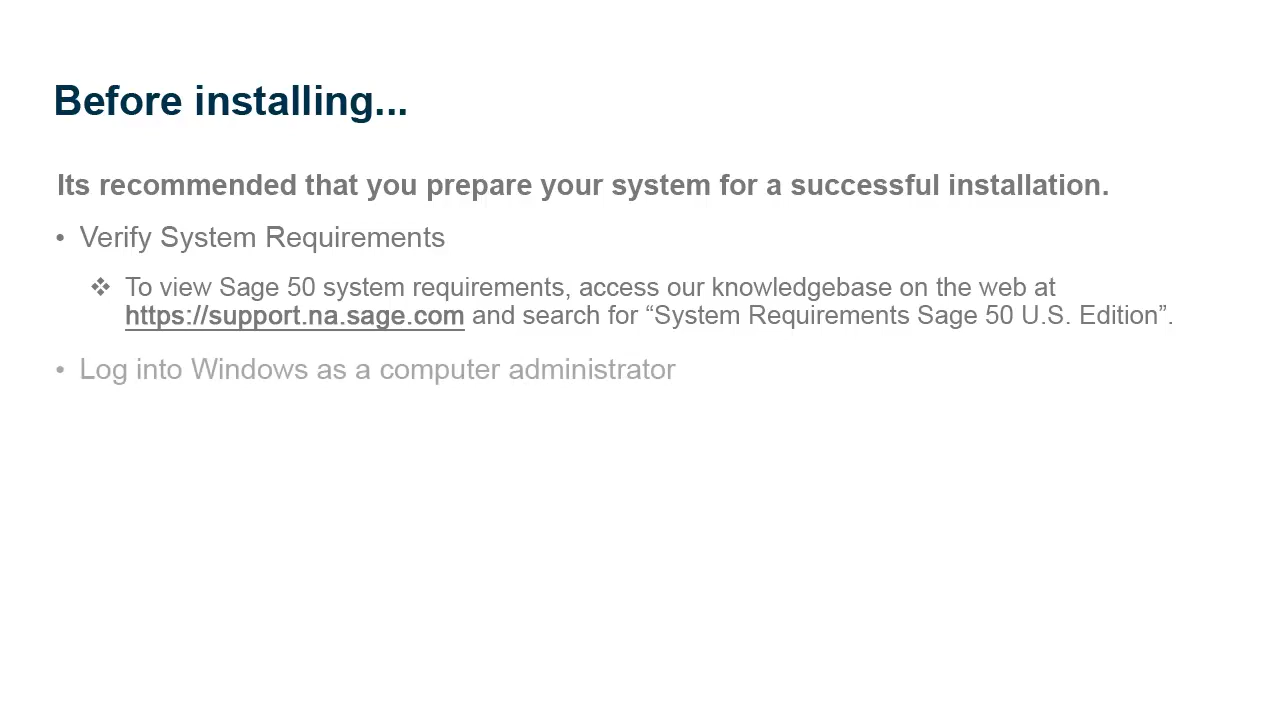 Before installing...
Its recommended that you prepare your system for a successful installation.
• Verify System Requirements
❖ To view Sage 50 system requirements, access our knowledgebase on the web at
https://support.na.sage.com and search for “System Requirements Sage 50 U.S. Edition”.
• Log into Windows as a computer administrator